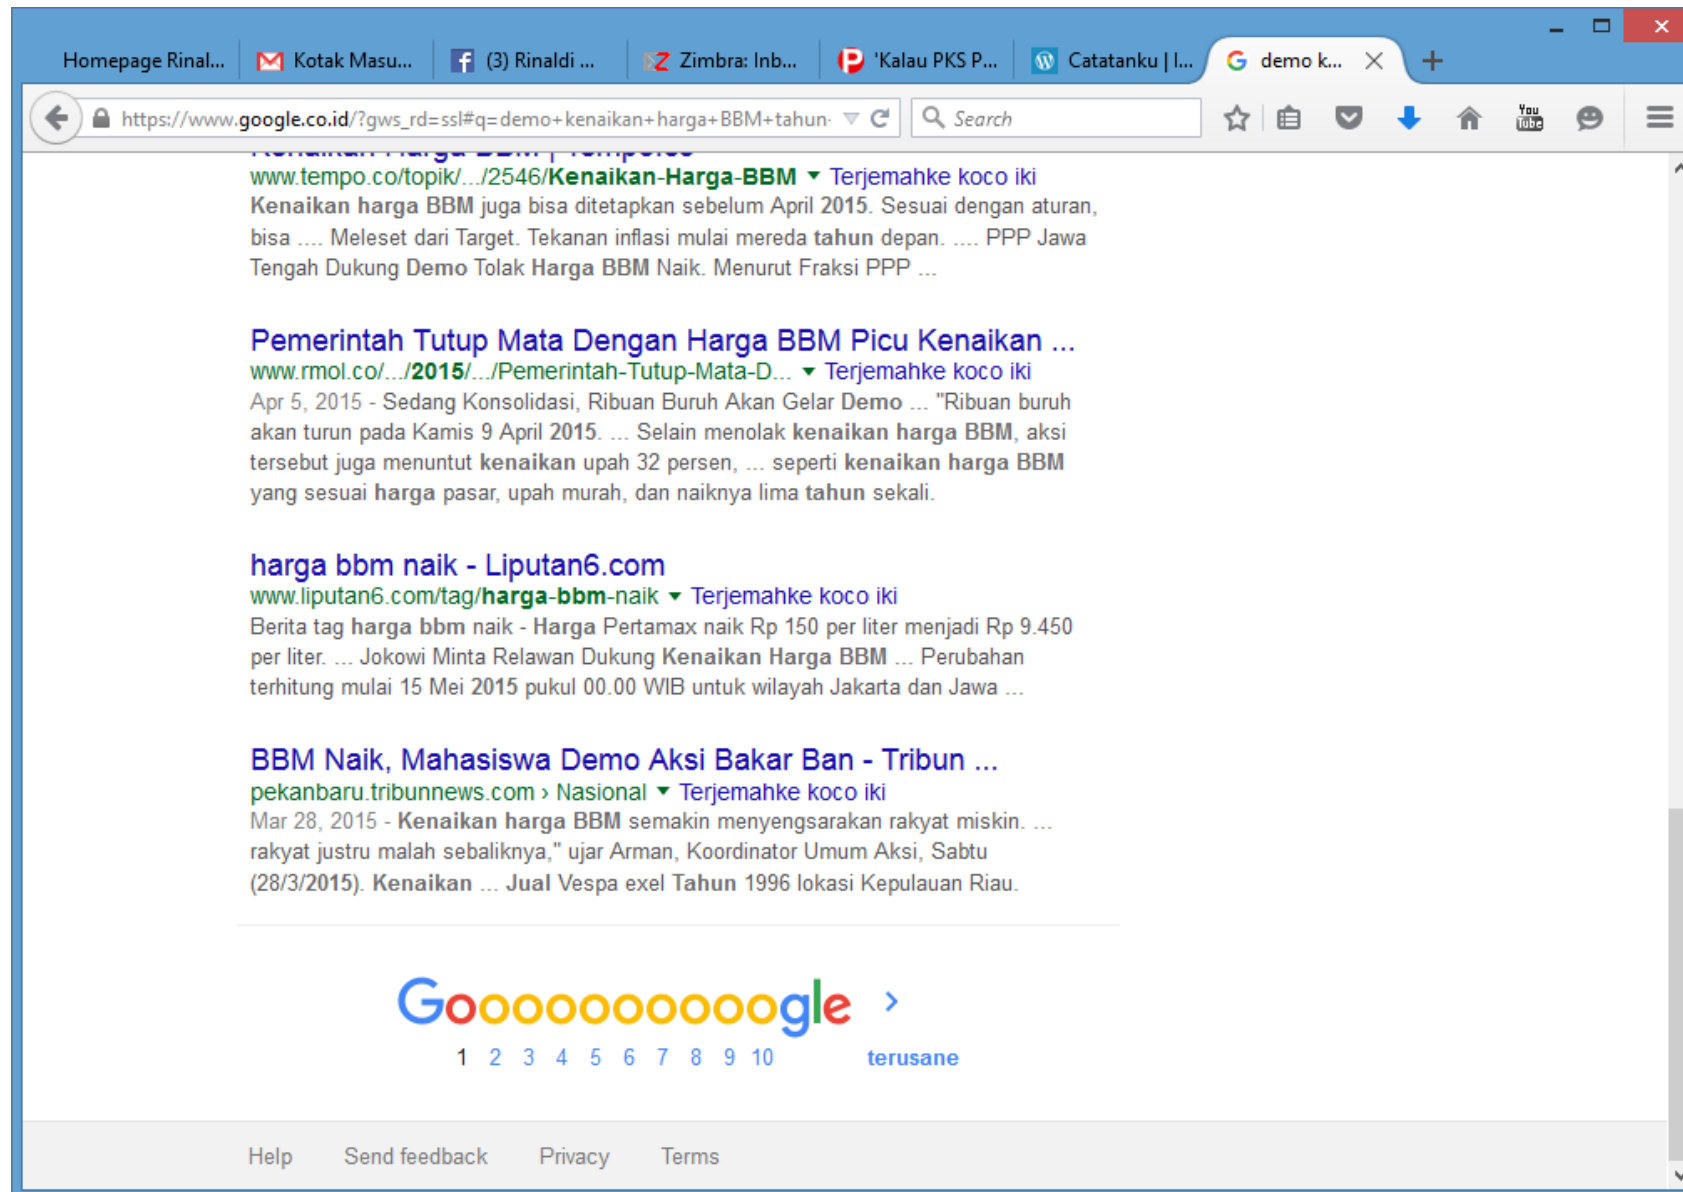 Homepage Rinal... Kotak Masu... (3) Rinaldi ... Zimbra: Inb... 'Kalau PKS P... Catatanku | I... demo k...
https://www.google.co.id/?gws_rd=ssl#q=demo+kenaikan+harga+BBM+tahun- Search You Tube
Kenaikan Harga BBM | Tempo.co
www.tempo.co/topik/.../2546/Kenaikan-Harga-BBM Terjemahke koco iki
Kenaikan harga BBM juga bisa ditetapkan sebelum April 2015. Sesuai dengan aturan,
bisa .... Meleset dari Target. Tekanan inflasi mulai mereda tahun depan. .... PPP Jawa
Tengah Dukung Demo Tolak Harga BBM Naik. Menurut Fraksi PPP ...
Pemerintah Tutup Mata Dengan Harga BBM Picu Kenaikan ...
www.rmol.co/.../2015/.../Pemerintah-Tutup-Mata-D... Terjemahke koco iki
Apr 5, 2015 - Sedang Konsolidasi, Ribuan Buruh Akan Gelar Demo ... "Ribuan buruh
akan turun pada Kamis 9 April 2015. ... Selain menolak kenaikan harga BBM, aksi
tersebut juga menuntut kenaikan upah 32 persen, ... seperti kenaikan harga BBM
yang sesuai harga pasar, upah murah, dan naiknya lima tahun sekali.
harga bbm naik - Liputan6.com
www.liputan6.com/tag/harga-bbm-naik Terjemahke koco iki
Berita tag harga bbm naik - Harga Pertamax naik Rp 150 per liter menjadi Rp 9.450
per liter. ... Jokowi Minta Relawan Dukung Kenaikan Harga BBM ... Perubahan
terhitung mulai 15 Mei 2015 pukul 00.00 WIB untuk wilayah Jakarta dan Jawa ...
BBM Naik, Mahasiswa Demo Aksi Bakar Ban - Tribun ...
pekanbaru.tribunnews.com › Nasional Terjemahke koco iki
Mar 28, 2015 - Kenaikan harga BBM semakin menyengsarakan rakyat miskin. ...
rakyat justru malah sebaliknya," ujar Arman, Koordinator Umum Aksi, Sabtu
(28/3/2015). Kenaikan ... Jual Vespa exel Tahun 1996 lokasi Kepulauan Riau.
Goooooooooogle >
1 2 3 4 5 6 7 8 9 10 terusane
Help Send feedback Privacy Terms